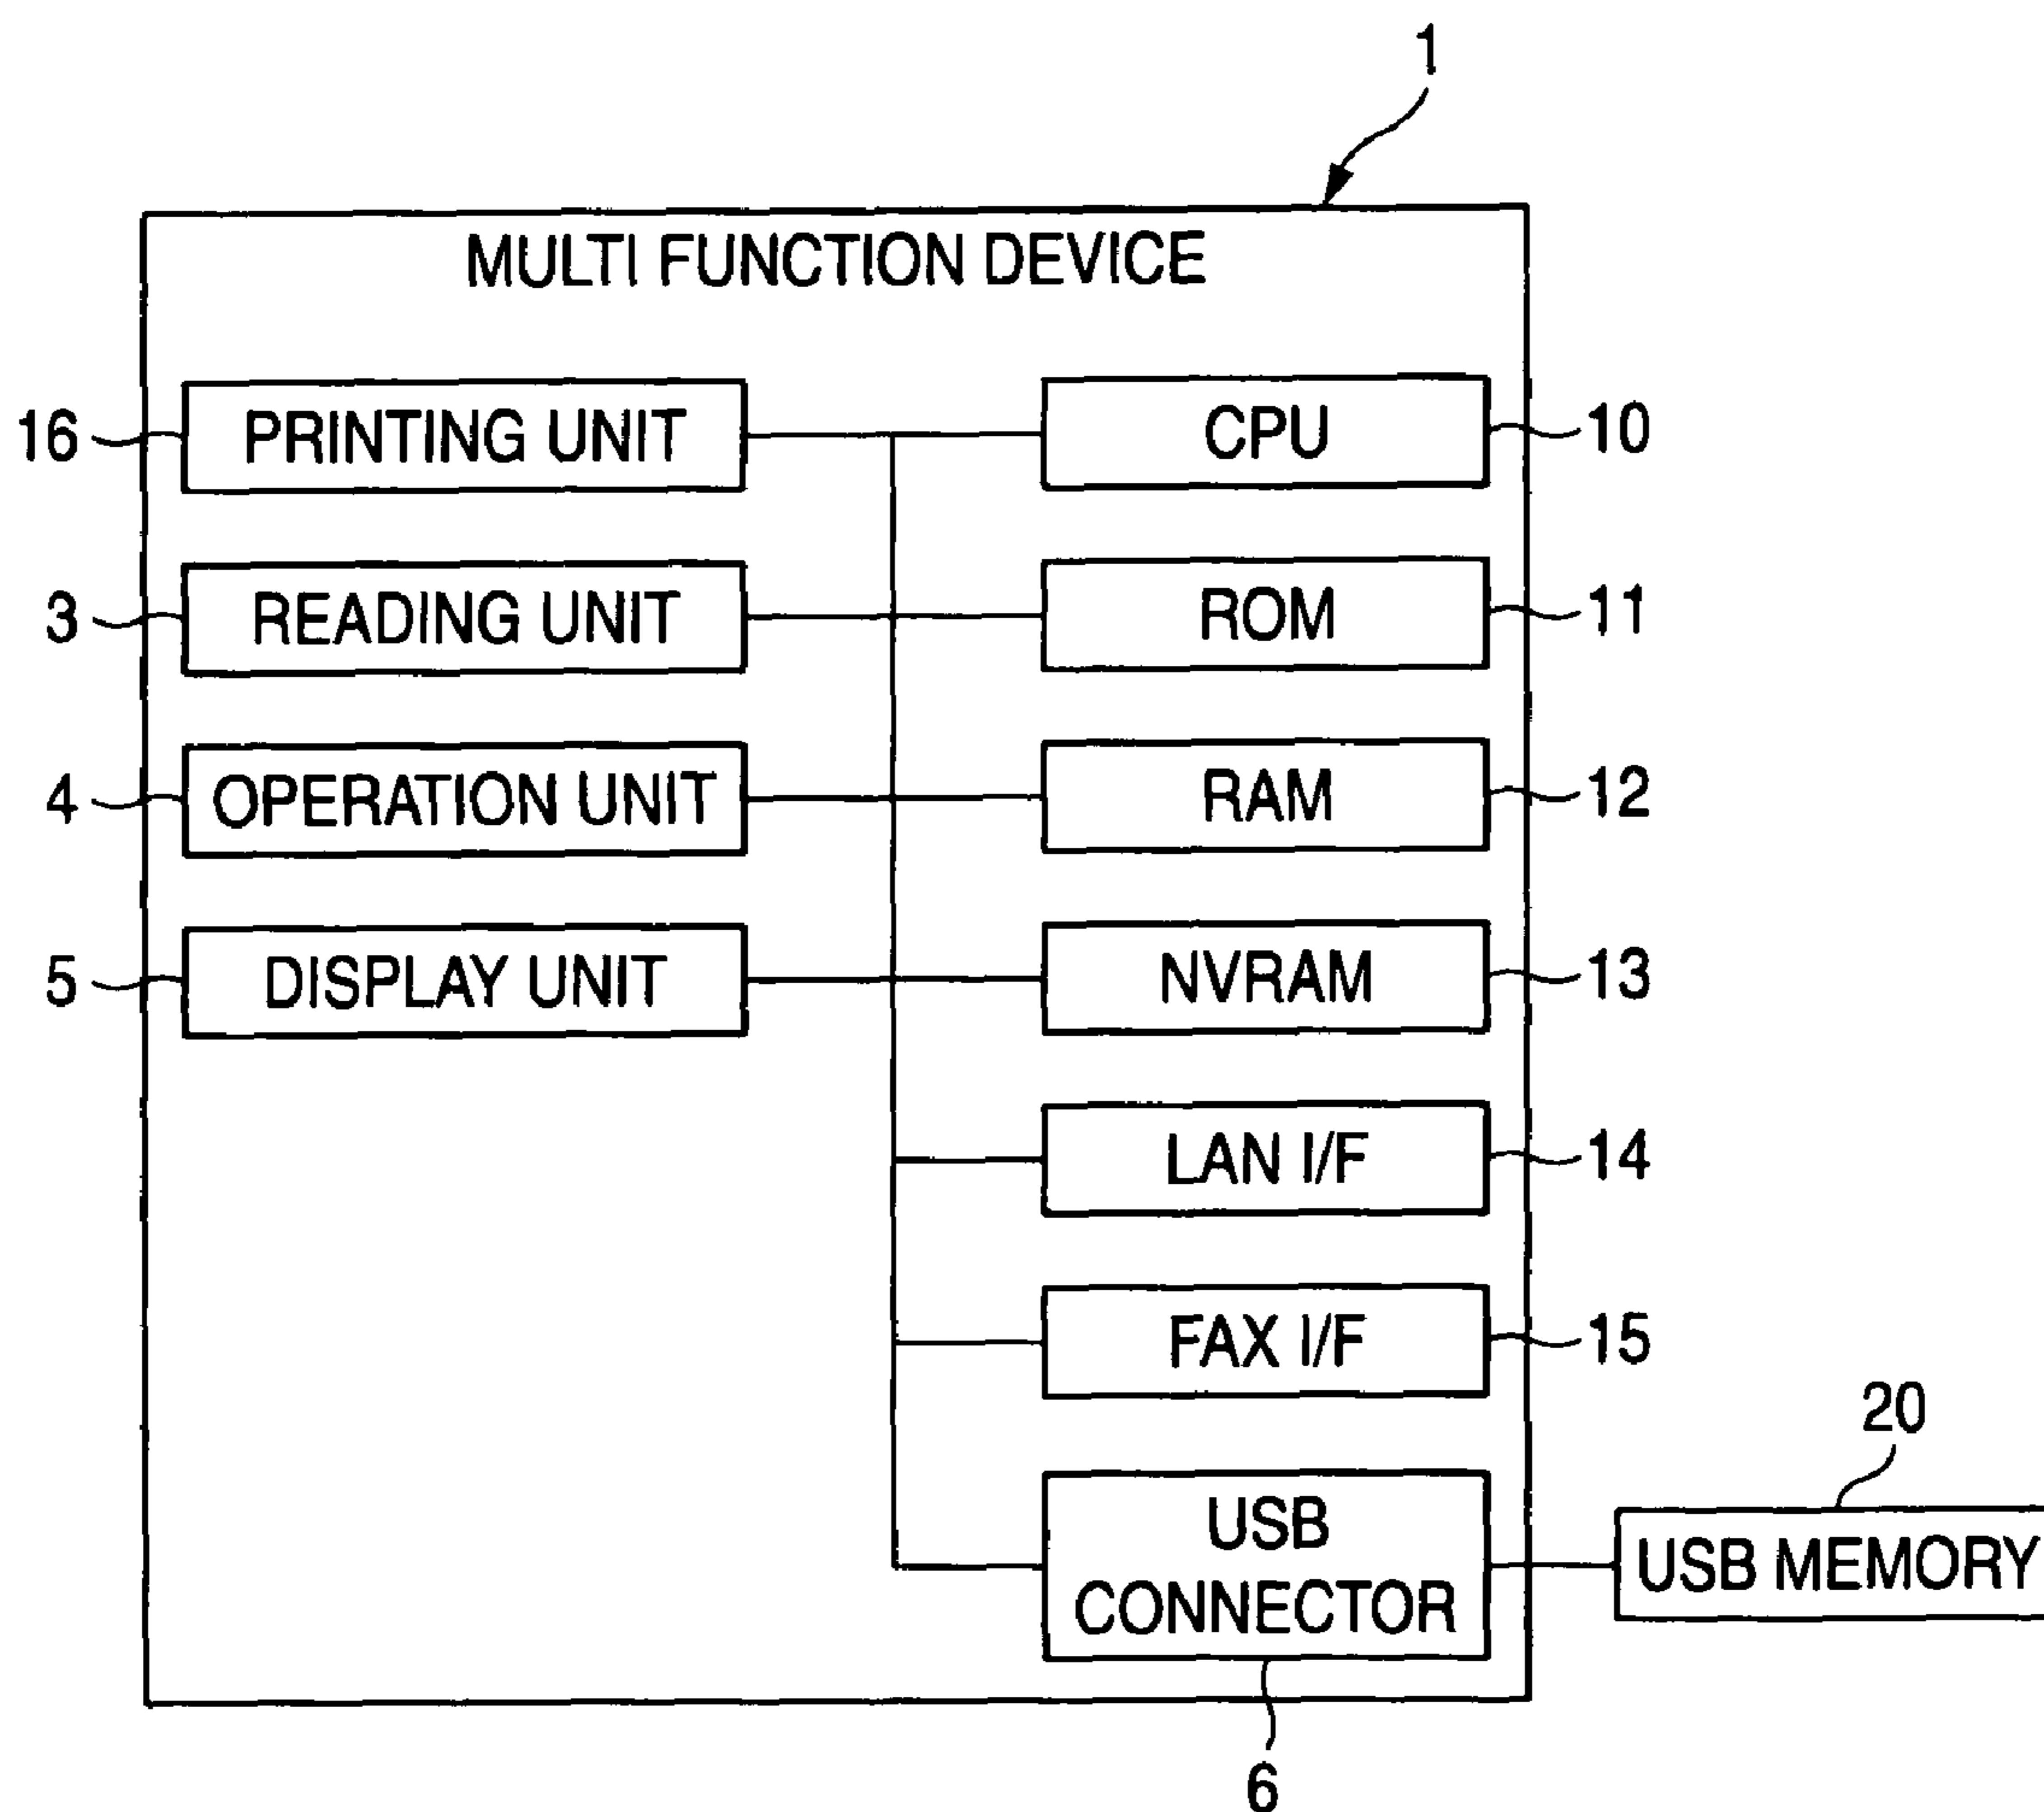 1
MULTI FUNCTION DEVICE
16 PRINTING UNIT CPU 10
3 READING UNIT ROM 11
4 OPERATION UNIT RAM 12
5 DISPLAY UNIT NVRAM 13
LAN I/F 14
FAX I/F 15
20
USB
CONNECTOR
USB MEMORY
6